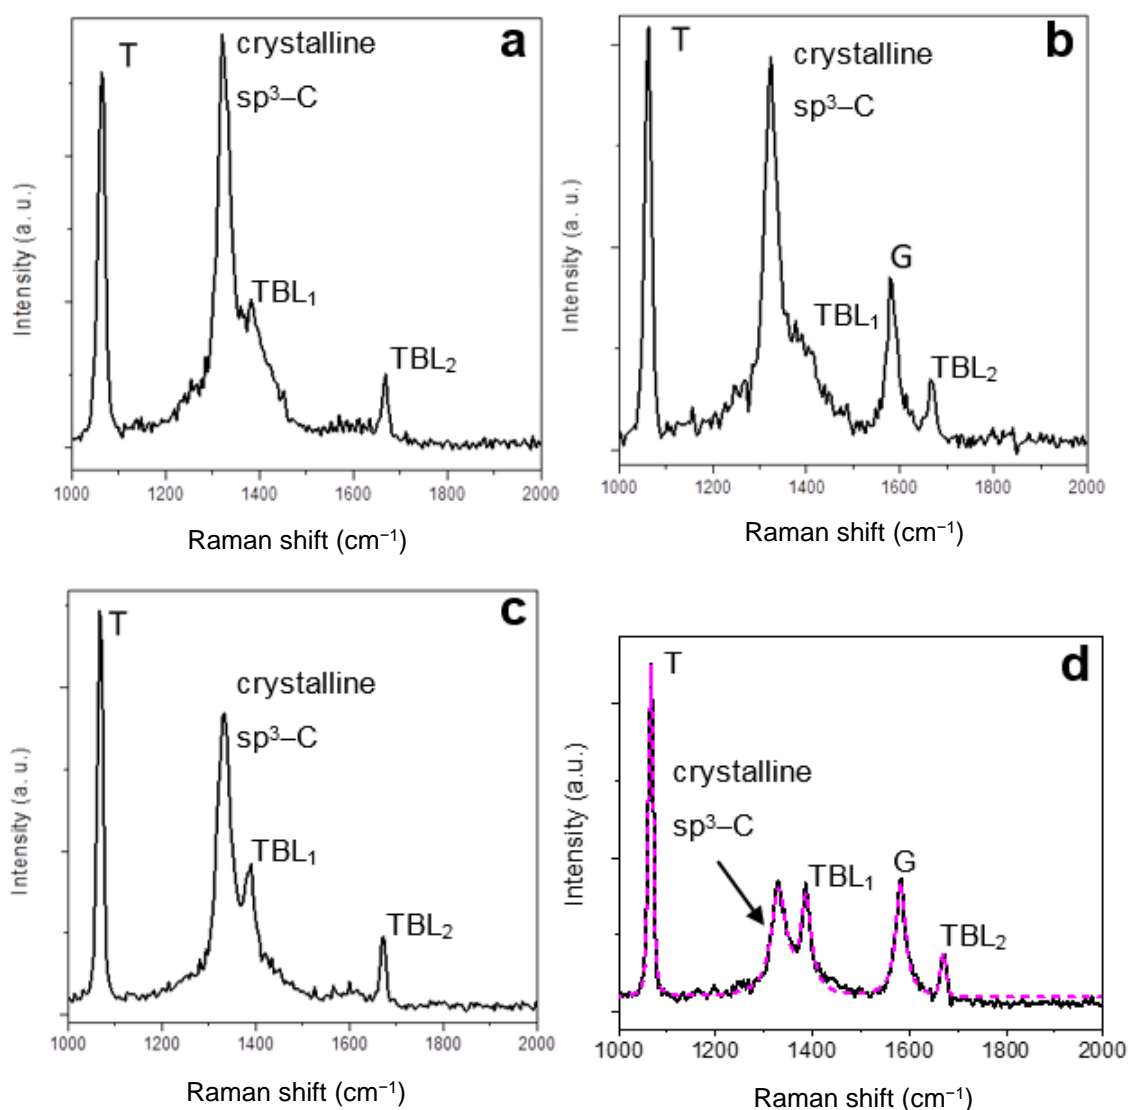 a
T
crystalline
sp³–C
TBL₁
TBL₂
Intensity (a. u.)
1000 1200 1400 1600 1800 2000
Raman shift (cm⁻¹)
b
T
crystalline
sp³–C
G
TBL₁
TBL₂
Intensity (a. u.)
1000 1200 1400 1600 1800 2000
Raman shift (cm⁻¹)
c
T
crystalline
sp³–C
TBL₁
TBL₂
Intensity (a. u.)
1000 1200 1400 1600 1800 2000
Raman shift (cm⁻¹)
d
T
crystalline
sp³–C
TBL₁
G
TBL₂
Intensity (a.u.)
1000 1200 1400 1600 1800 2000
Raman shift (cm⁻¹)